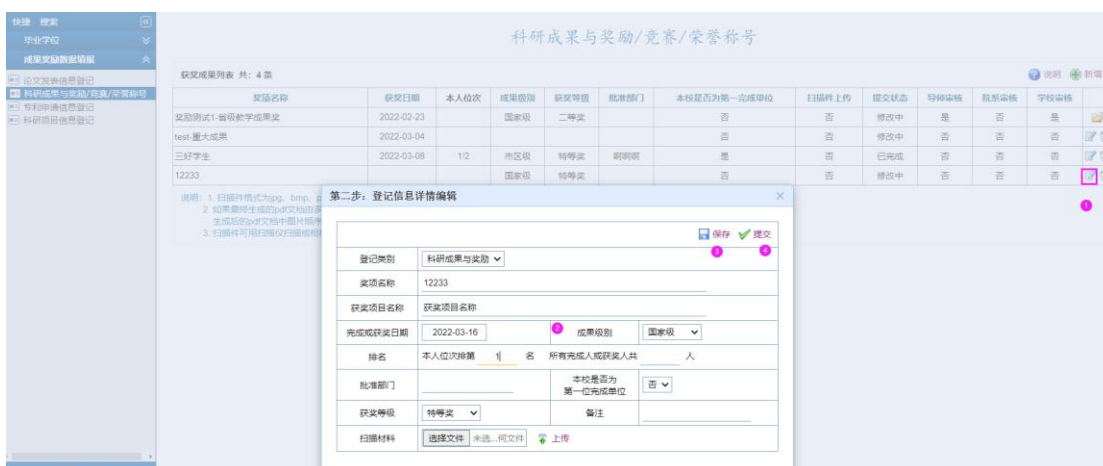 快捷 搜索
科研成果与奖励/竞赛/荣誉称号
毕业学位
成果奖励数据填报
论文发表信息登记
科研成果与奖励/竞赛/荣誉称号
专利申请信息登记
科研项目信息登记
获奖成果列表 共: 4 条 说明 新增
奖项名称 获奖日期 本人位次 成果级别 获奖等级 批准部门 本校是否为第一完成单位 扫描件上传 提交状态 导师审核 院系审核 学校审核
奖励测试1-省级教学成果奖 2022-02-23 国家级 二等奖 否 否 修改中 是 否 是
test-重大成果 2022-03-04 否 否 修改中 否 否 否
三好学生 2022-03-08 1/2 市区级 特等奖 啊啊啊 是 否 已完成 否 否 否
12233 国家级 特等奖 否 否 修改中 否 否 否
1
说明: 1. 扫描件格式为jpg, bmp, p
2. 如果最终生成的pdf文档由多
生成后的pdf文档中图片顺序
3. 扫描件可用扫描仪扫描或相
第二步: 登记信息详情编辑 ×
保存 提交
3 4
登记类别 科研成果与奖励
奖项名称 12233
获奖项目名称 获奖项目名称
完成或获奖日期 2022-03-16 2 成果级别 国家级
排名 本人位次排第 1 名 所有完成人或获奖人共 人
批准部门 本校是否为第一位完成单位 否
获奖等级 特等奖 备注
扫描材料 选择文件 未选...何文件 上传